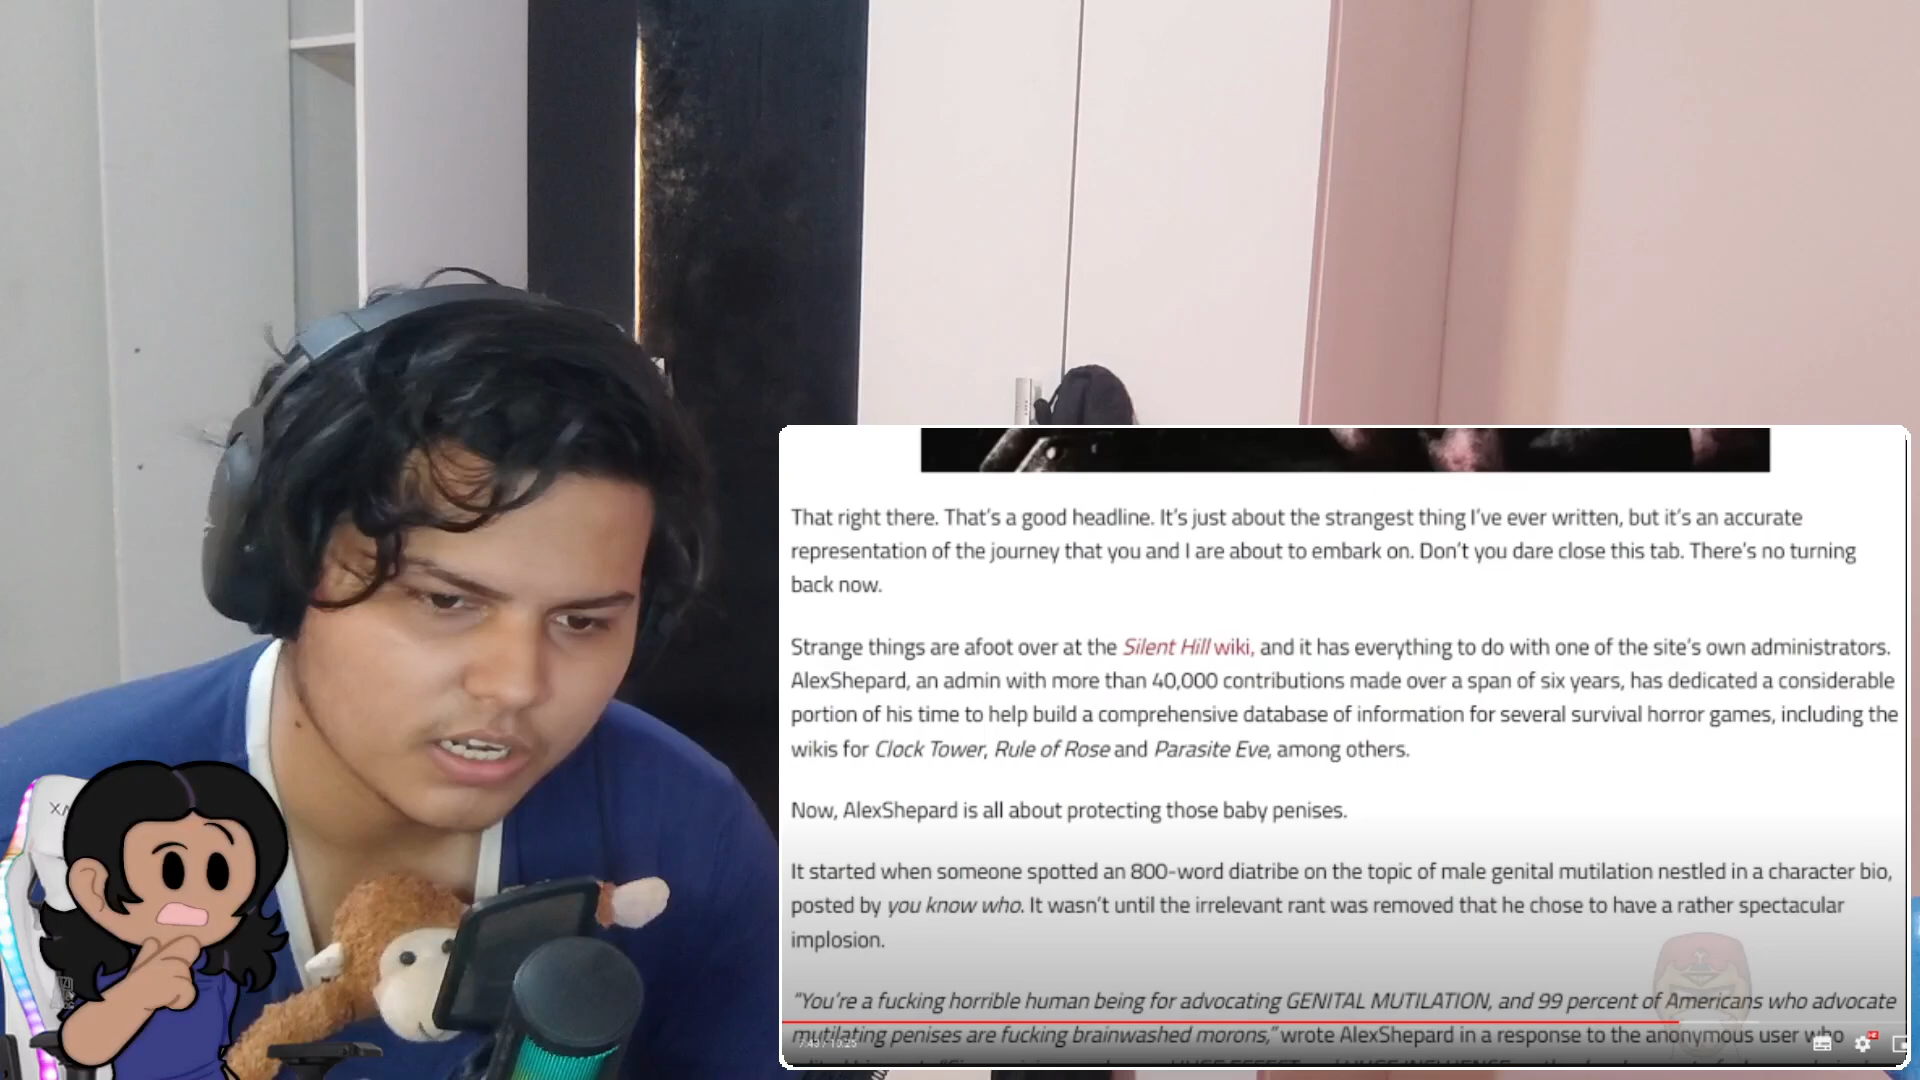 That right there. That's a good headline. It's just about the strangest thing I've ever written, but it's an accurate
representation of the journey that you and I are about to embark on. Don't you dare close this tab. There's no turning
back now.
Strange things are afoot over at the Silent Hill wiki, and it has everything to do with one of the site's own administrators.
AlexShepard, an admin with more than 40,000 contributions made over a span of six years, has dedicated a considerable
portion of his time to help build a comprehensive database of information for several survival horror games, including the
wikis for Clock Tower, Rule of Rose and Parasite Eve, among others.
Now, AlexShepard is all about protecting those baby penises.
It started when someone spotted an 800-word diatribe on the topic of male genital mutilation nestled in a character bio,
posted by you know who. It wasn't until the irrelevant rant was removed that he chose to have a rather spectacular
implosion.
"You're a fucking horrible human being for advocating GENITAL MUTILATION, and 99 percent of Americans who advocate
mutilating penises are fucking brainwashed morons," wrote AlexShepard in a response to the anonymous user who